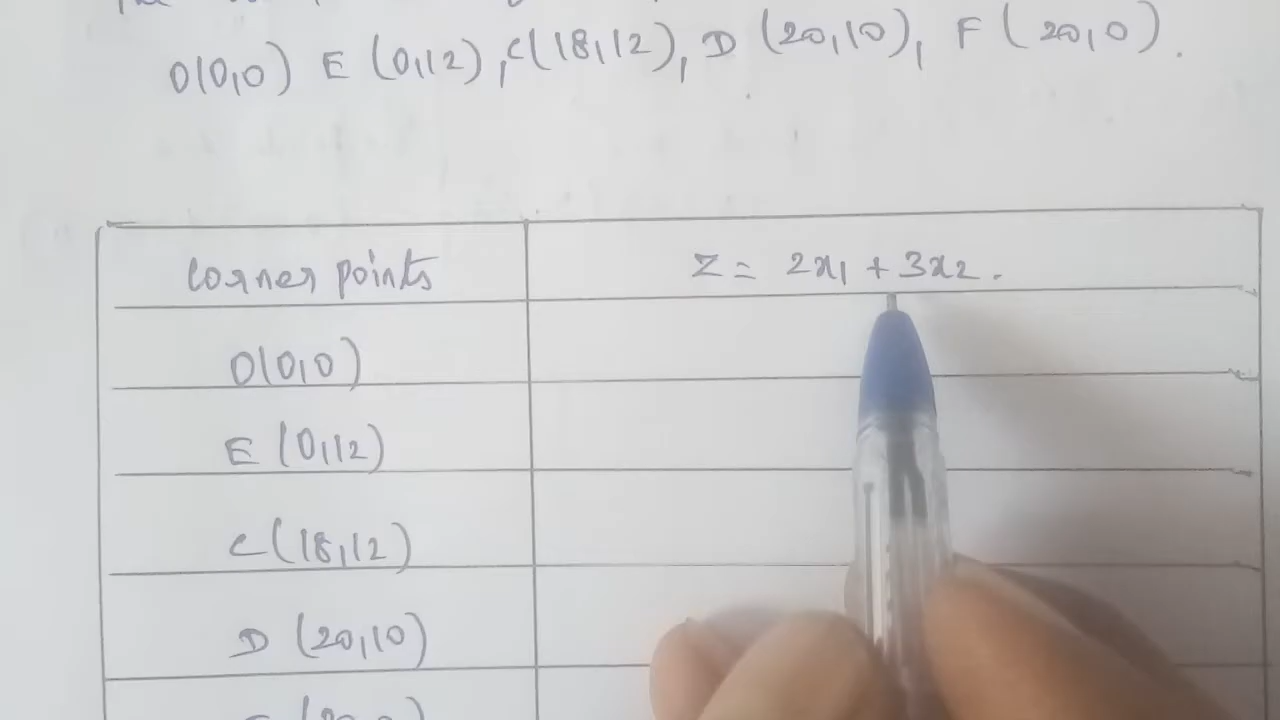 O(0,0) E (0,12), C(18,12), D (20,10), F (20,0).
corner points
Z = 2x1 + 3x2.
O(0,0)
E (0,12)
C(18,12)
D (20,10)